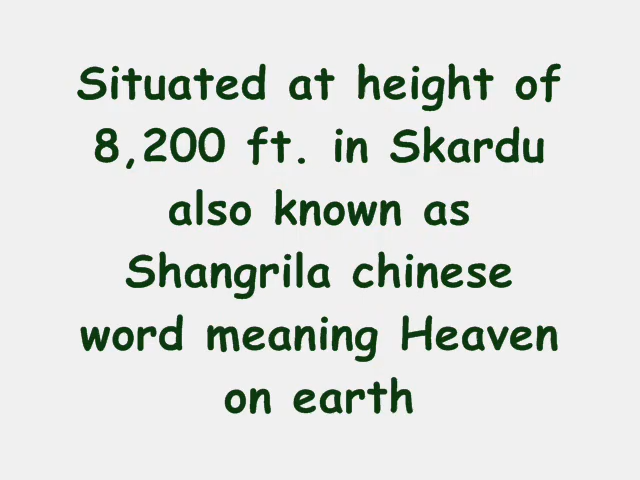 Situated at height of
8,200 ft. in Skardu
also known as
Shangrila chinese
word meaning Heaven
on earth